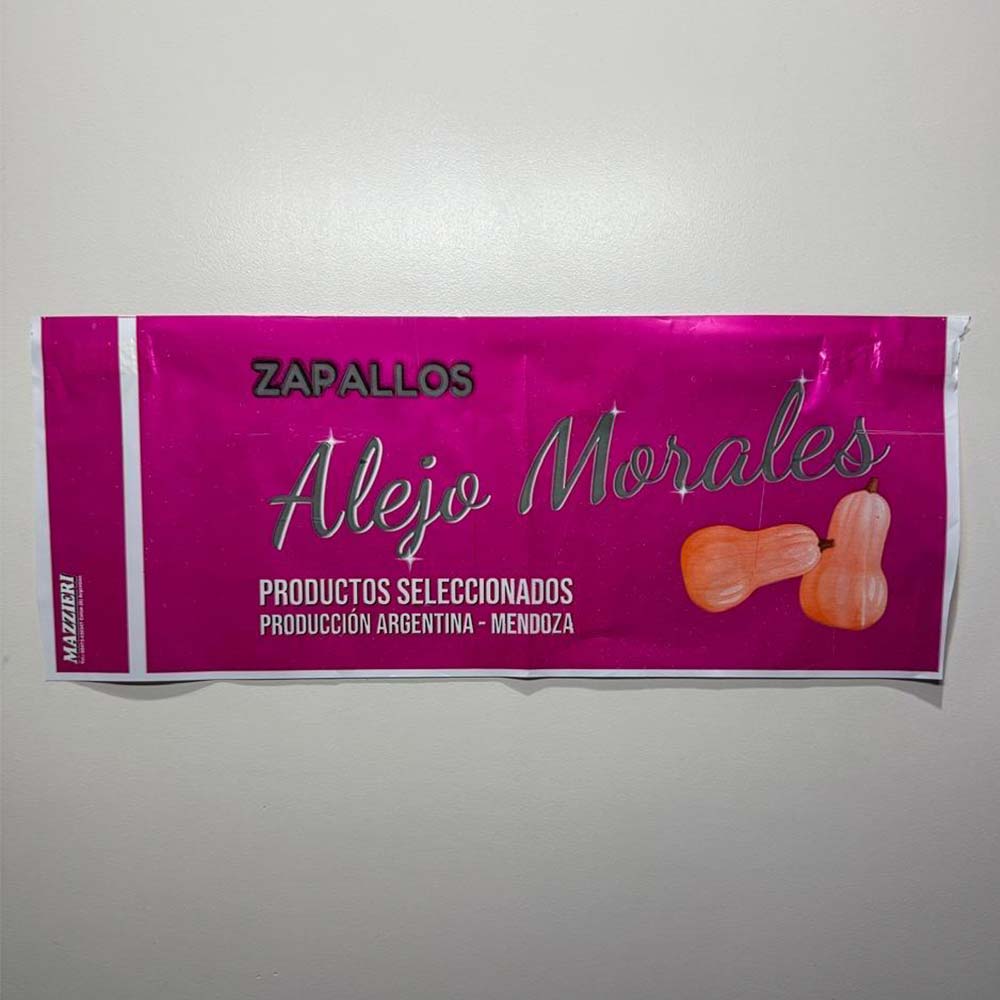 ZAPALLOS
Alejo Morales
PRODUCTOS SELECCIONADOS
PRODUCCIÓN ARGENTINA - MENDOZA
MAZZIERI